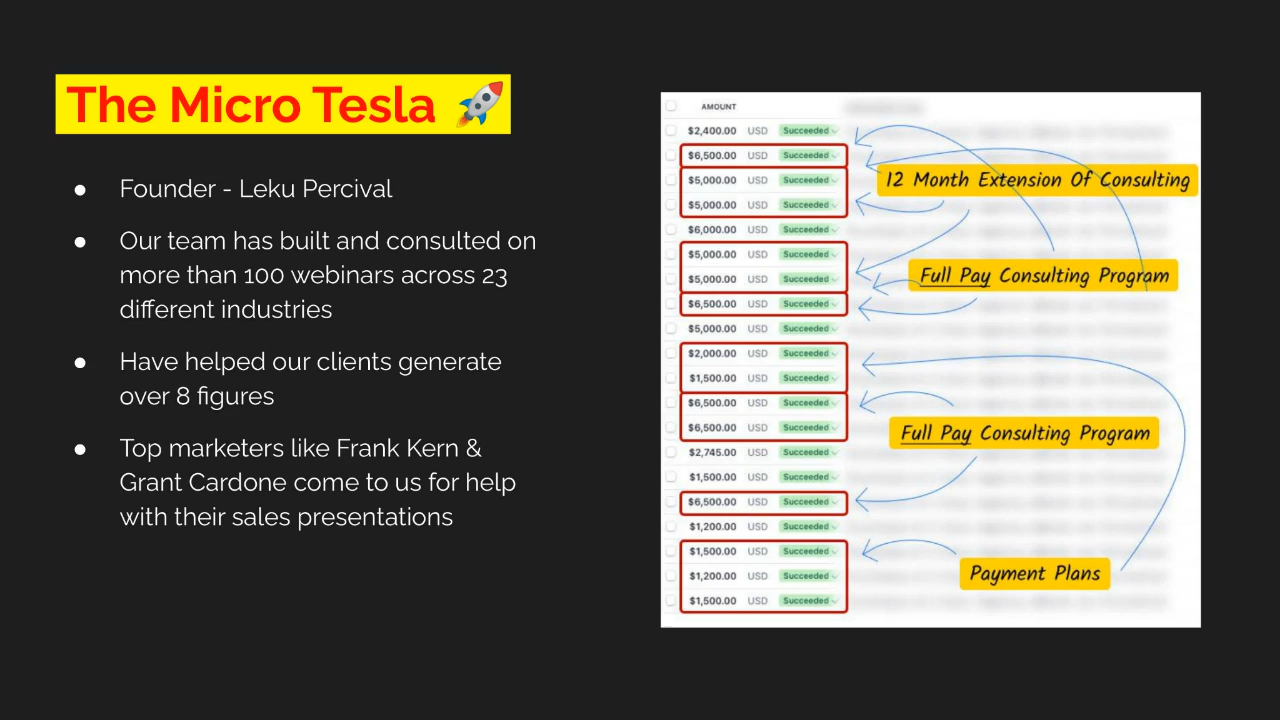 The Micro Tesla 🚀
● Founder - Leku Percival
● Our team has built and consulted on
more than 100 webinars across 23
different industries
● Have helped our clients generate
over 8 figures
● Top marketers like Frank Kern &
Grant Cardone come to us for help
with their sales presentations
AMOUNT
$2,400.00 USD Succeeded
$6,500.00 USD Succeeded
$5,000.00 USD Succeeded
12 Month Extension Of Consulting
$5,000.00 USD Succeeded
$6,000.00 USD Succeeded
$5,000.00 USD Succeeded
$5,000.00 USD Succeeded
Full Pay Consulting Program
$6,500.00 USD Succeeded
$5,000.00 USD Succeeded
$2,000.00 USD Succeeded
$1,500.00 USD Succeeded
$6,500.00 USD Succeeded
$6,500.00 USD Succeeded
Full Pay Consulting Program
$2,745.00 USD Succeeded
$1,500.00 USD Succeeded
$6,500.00 USD Succeeded
$1,200.00 USD Succeeded
$1,500.00 USD Succeeded
$1,200.00 USD Succeeded
Payment Plans
$1,500.00 USD Succeeded